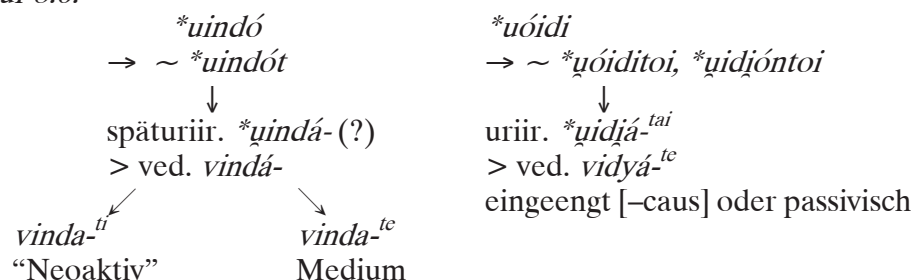 *uindó *uóidi
→ ~ *uindót → ~ *u̯óiditoi, *u̯idi̯óntoi
↓ ↓
späturiir. *u̯indá- (?) uriir. *u̯idi̯á-tai
> ved. vindá- > ved. vidyá-te
eingeengt [–caus] oder passivisch
vinda-ti vinda-te
“Neoaktiv” Medium